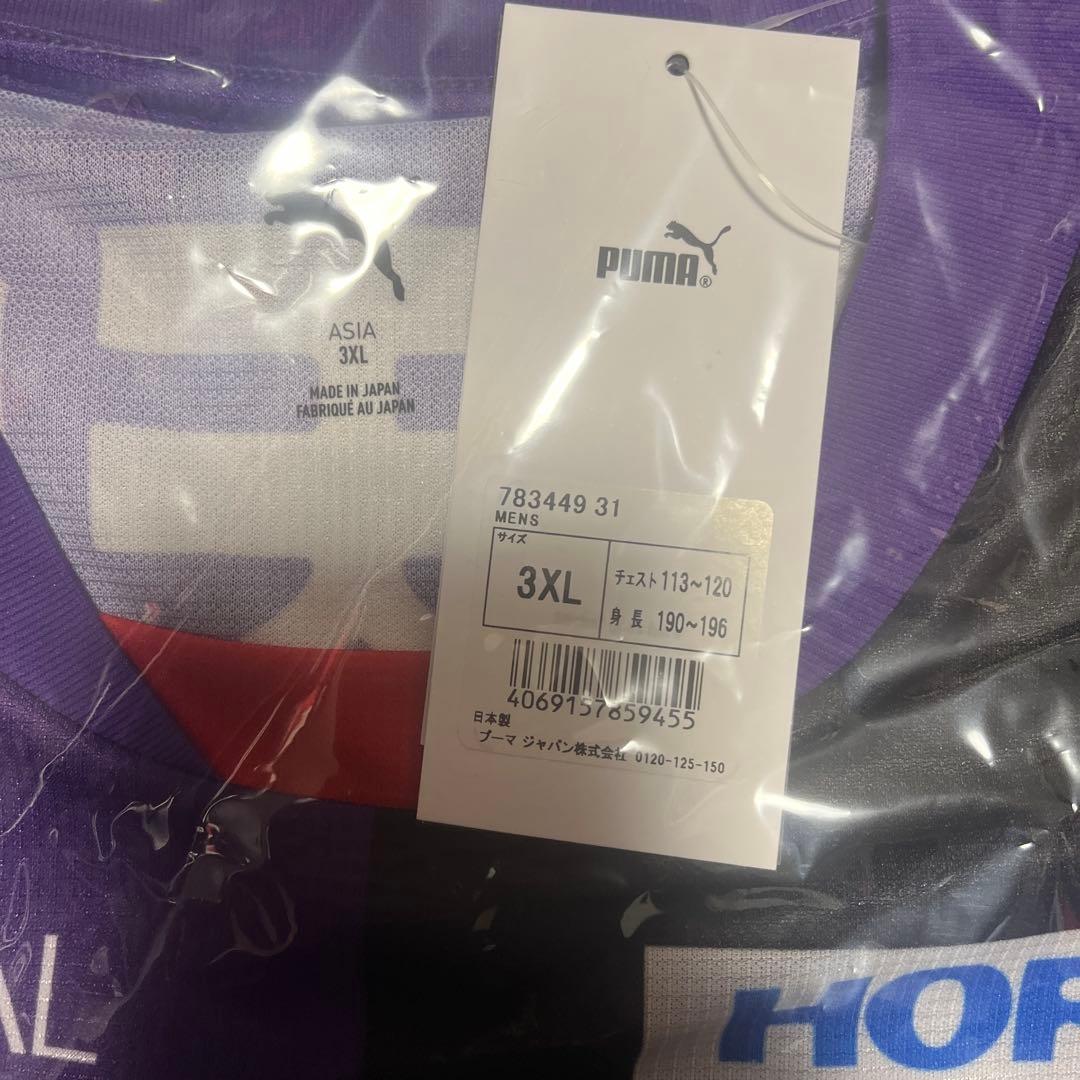 ASIA
3XL
MADE IN JAPAN
FABRIQUÉ AU JAPAN
PUMA®
783449 31
MENS
サイズ
3XL
チェスト 113~120
身長 190~196
4069157859455
日本製
プーマ ジャパン株式会社 0120-125-150
AL
HOR